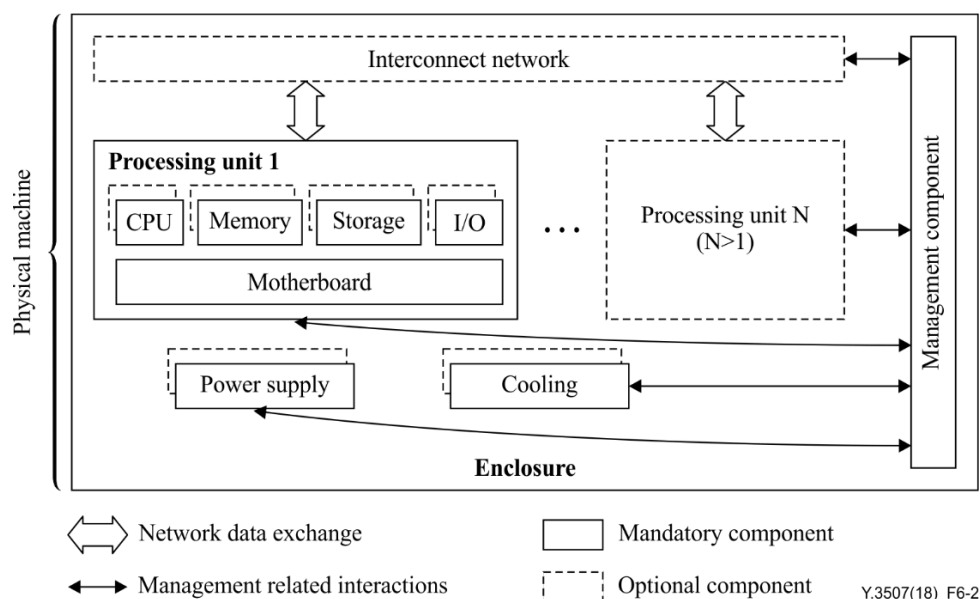 Interconnect network
Processing unit 1
CPU
Memory
Storage
I/O
Motherboard
...
Processing unit N
(N>1)
Power supply
Cooling
Enclosure
Management component
Physical machine
Network data exchange
Mandatory component
Management related interactions
Optional component
Y.3507(18)_F6-2